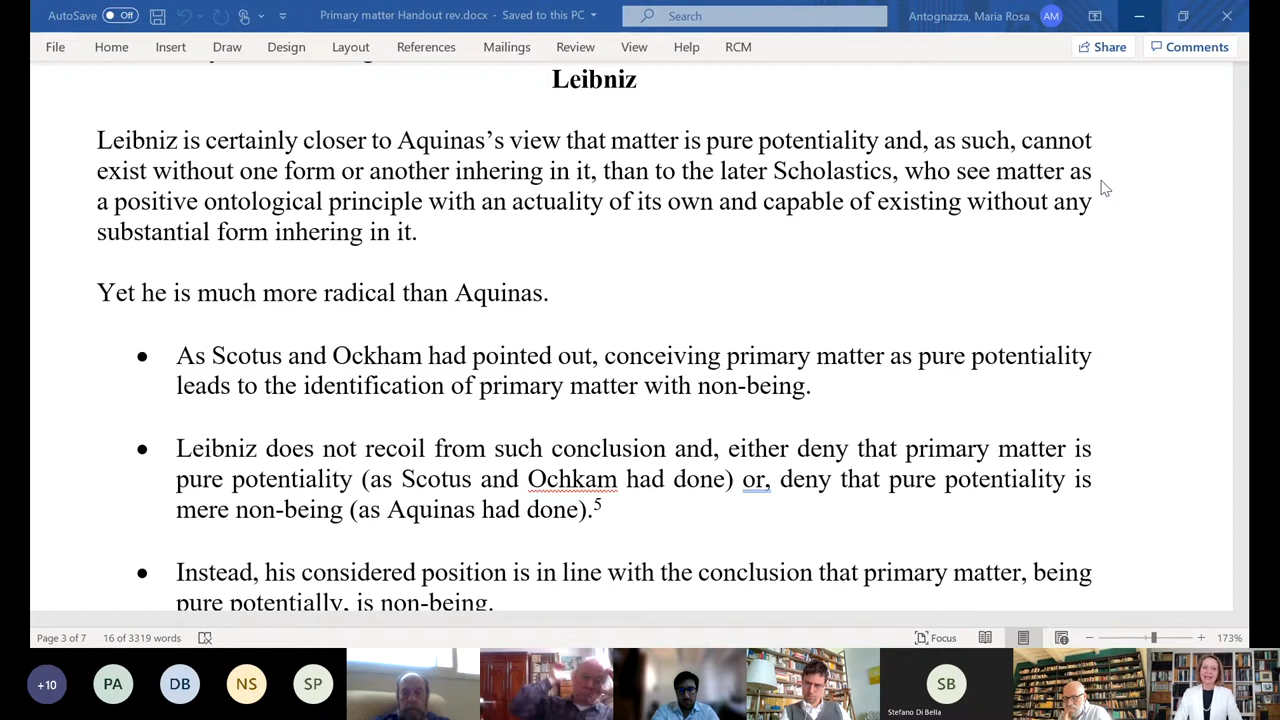 AutoSave Off Primary matter Handout rev.docx - Saved to this PC Search Antognazza, Maria Rosa AM
File Home Insert Draw Design Layout References Mailings Review View Help RCM Share Comments
Leibniz
Leibniz is certainly closer to Aquinas’s view that matter is pure potentiality and, as such, cannot
exist without one form or another inhering in it, than to the later Scholastics, who see matter as
a positive ontological principle with an actuality of its own and capable of existing without any
substantial form inhering in it.
Yet he is much more radical than Aquinas.
• As Scotus and Ockham had pointed out, conceiving primary matter as pure potentiality
leads to the identification of primary matter with non-being.
• Leibniz does not recoil from such conclusion and, either deny that primary matter is
pure potentiality (as Scotus and Ochkam had done) or, deny that pure potentiality is
mere non-being (as Aquinas had done).5
• Instead, his considered position is in line with the conclusion that primary matter, being
pure potentially, is non-being.
Page 3 of 7 16 of 3319 words Focus 173%
+10 PA DB NS SP SB
Stefano Di Bella